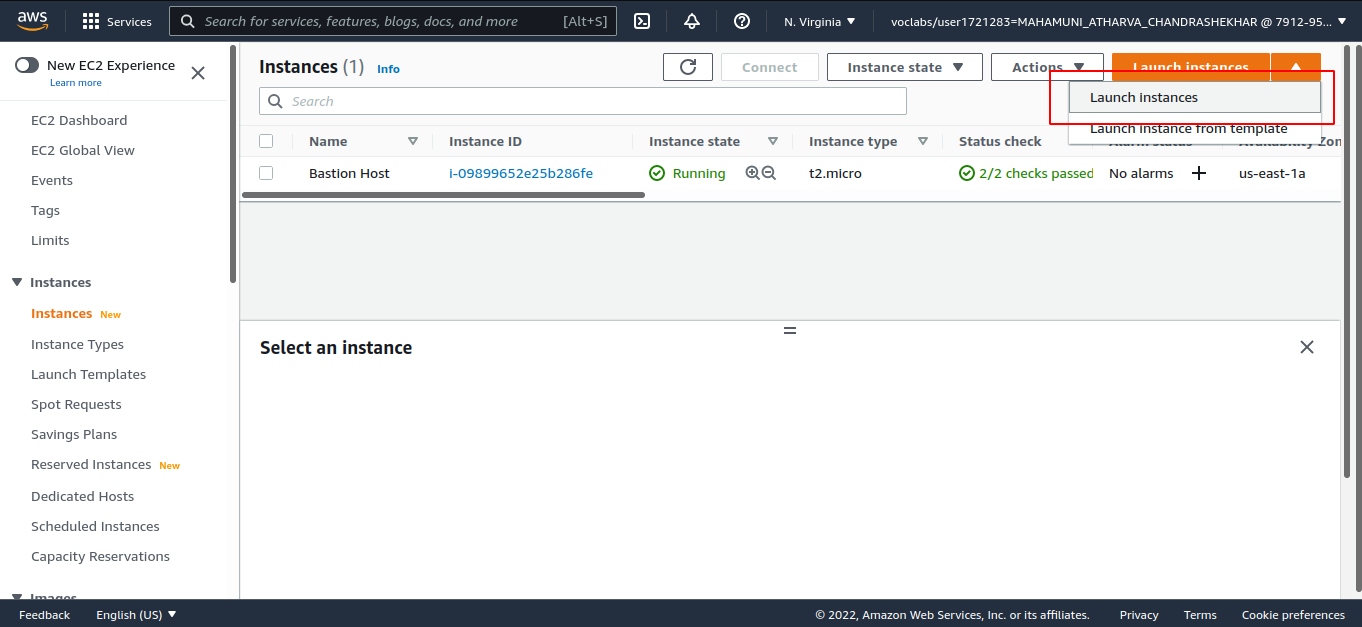 aws
Services
Search for services, features, blogs, docs, and more [Alt+S]
N. Virginia
voclabs/user1721283=MAHAMUNI_ATHARVA_CHANDRASHEKHAR @ 7912-95...
New EC2 Experience
Learn more
EC2 Dashboard
EC2 Global View
Events
Tags
Limits
Instances
Instances New
Instance Types
Launch Templates
Spot Requests
Savings Plans
Reserved Instances New
Dedicated Hosts
Scheduled Instances
Capacity Reservations
Images
Instances (1) Info
Connect
Instance state
Actions
Launch instances
Launch instances
Launch instance from template
Search
Name Instance ID Instance state Instance type Status check Alarm status Availability Zon
Bastion Host i-09899652e25b286fe Running t2.micro 2/2 checks passed No alarms us-east-1a
Select an instance
Feedback English (US) © 2022, Amazon Web Services, Inc. or its affiliates. Privacy Terms Cookie preferences